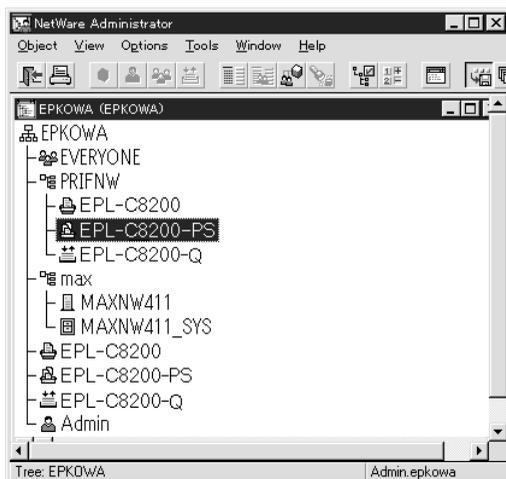 NetWare Administrator
Object View Options Tools Window Help
EPKOWA (EPKOWA)
EPKOWA
EVERYONE
PRIFNW
EPL-C8200
EPL-C8200-PS
EPL-C8200-Q
max
MAXNW411
MAXNW411_SYS
EPL-C8200
EPL-C8200-PS
EPL-C8200-Q
Admin
Tree: EPKOWA Admin.epkowa